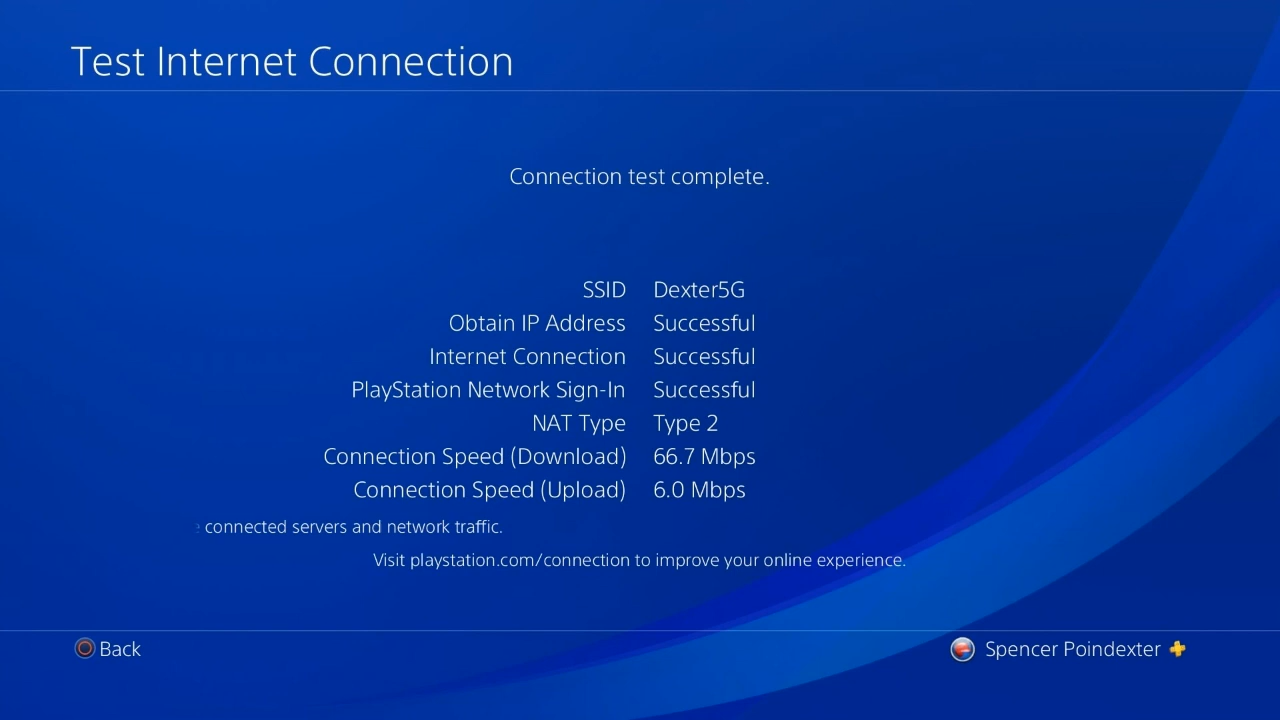 Test Internet Connection
Connection test complete.
SSID Dexter5G
Obtain IP Address Successful
Internet Connection Successful
PlayStation Network Sign-In Successful
NAT Type Type 2
Connection Speed (Download) 66.7 Mbps
Connection Speed (Upload) 6.0 Mbps
connected servers and network traffic.
Visit playstation.com/connection to improve your online experience.
Back Spencer Poindexter